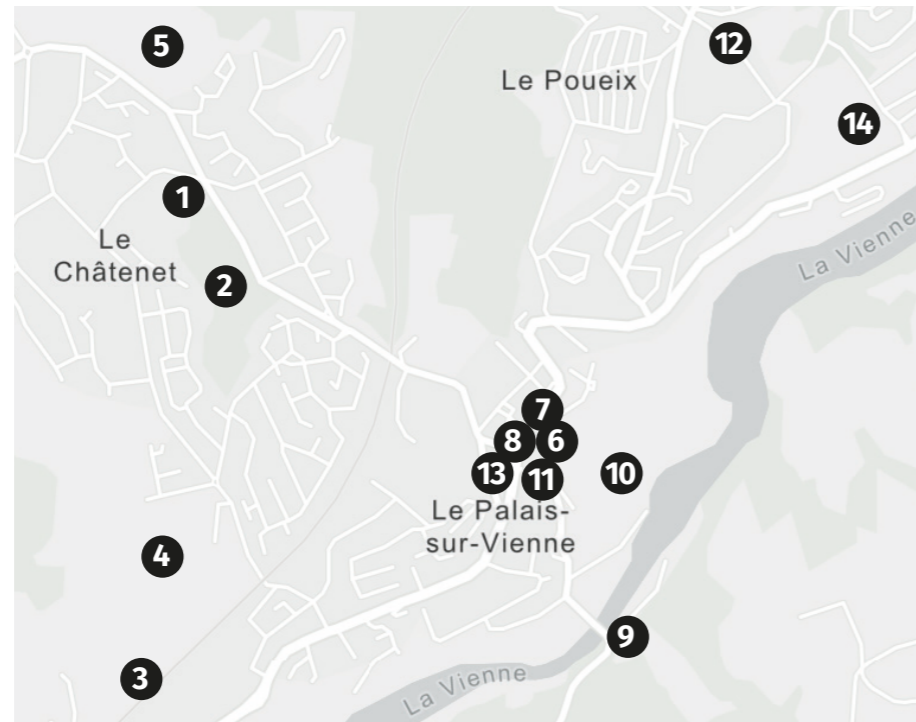 5
12
Le Poueix
14
1
Le
Châtenet
La Vienne
2
7
8
6
13
11
10
Le Palais-
sur-Vienne
4
9
3
La Vienne